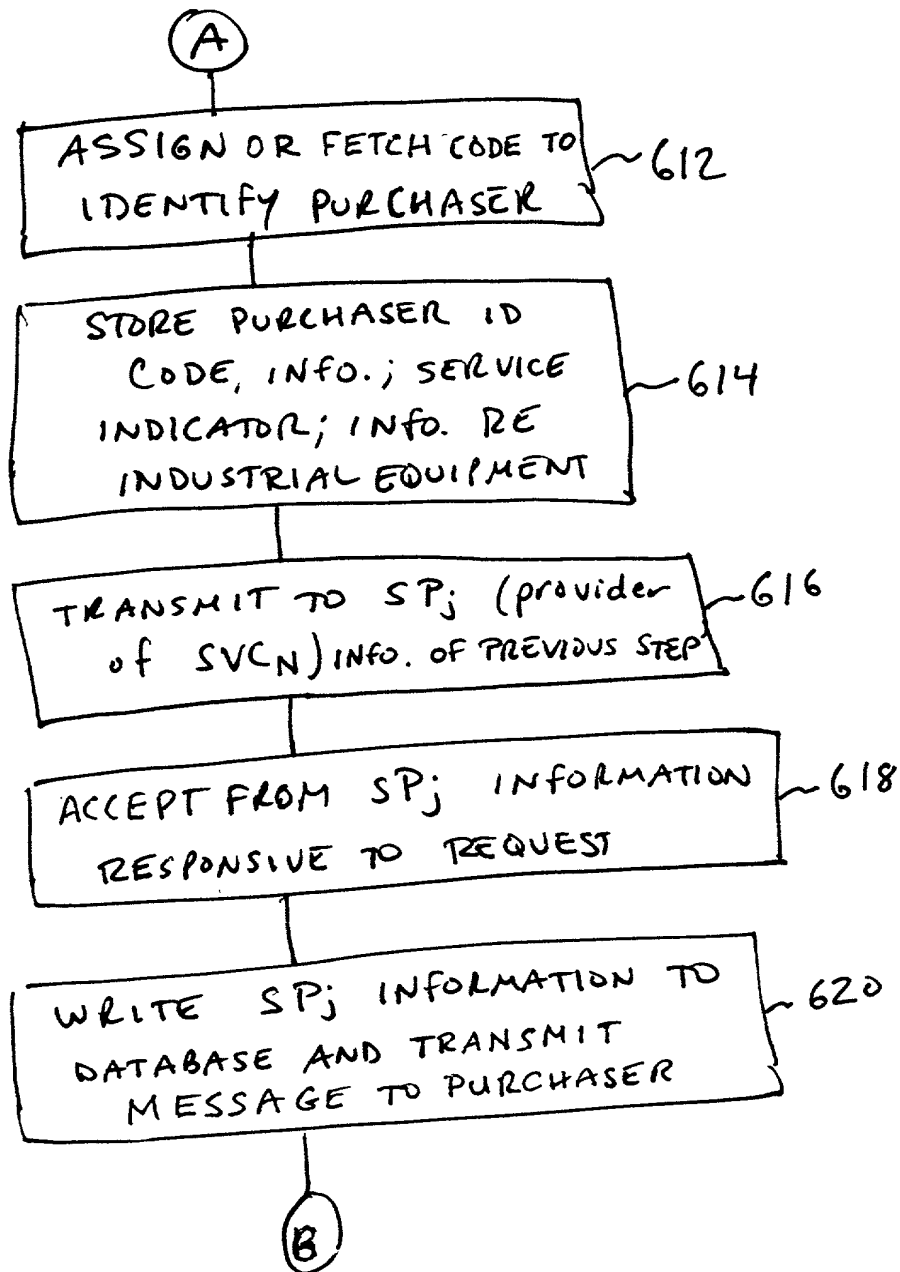 A
ASSIGN OR FETCH CODE TO
IDENTIFY PURCHASER
612
STORE PURCHASER ID
CODE, INFO.; SERVICE
INDICATOR; INFO. RE
INDUSTRIAL EQUIPMENT
614
TRANSMIT TO SPj (provider
of SVCN) INFO. OF PREVIOUS STEP
616
ACCEPT FROM SPj INFORMATION
RESPONSIVE TO REQUEST
618
WRITE SPj INFORMATION TO
DATABASE AND TRANSMIT
MESSAGE TO PURCHASER
620
B